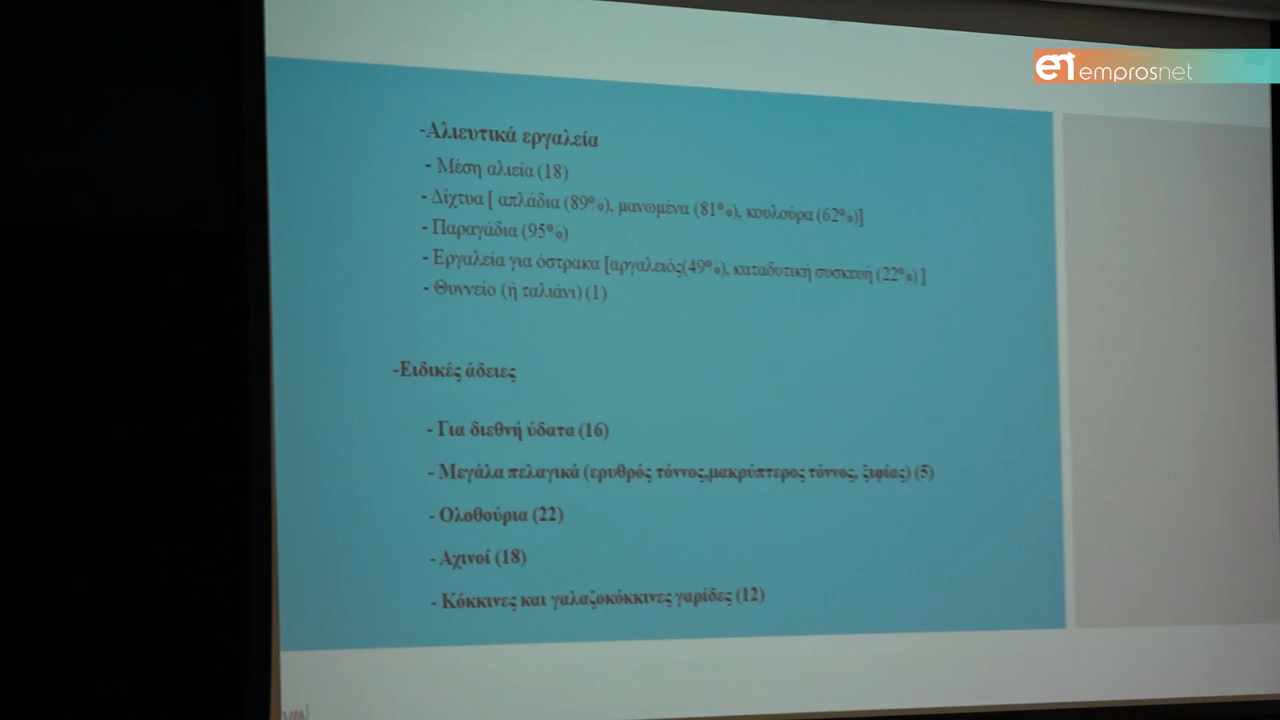 en emprosnet
-Αλιευτικά εργαλεία
- Μέση αλιεία (18)
- Δίχτυα [ απλάδια (89%), μανωμένα (81%), κουλούρα (62%)]
- Παραγάδια (95%)
- Εργαλεία για όστρακα [αργαλειός(49%), καταδυτική συσκευή (22%) ]
- Θυννείο (ή ταλιάνι) (1)
-Ειδικές άδειες
- Για διεθνή ύδατα (16)
- Μεγάλα πελαγικά (ερυθρός τόννος,μακρύπτερος τόννος, ξιφίας) (5)
- Ολοθούρια (22)
- Αχινοί (18)
- Κόκκινες και γαλαζοκόκκινες γαρίδες (12)